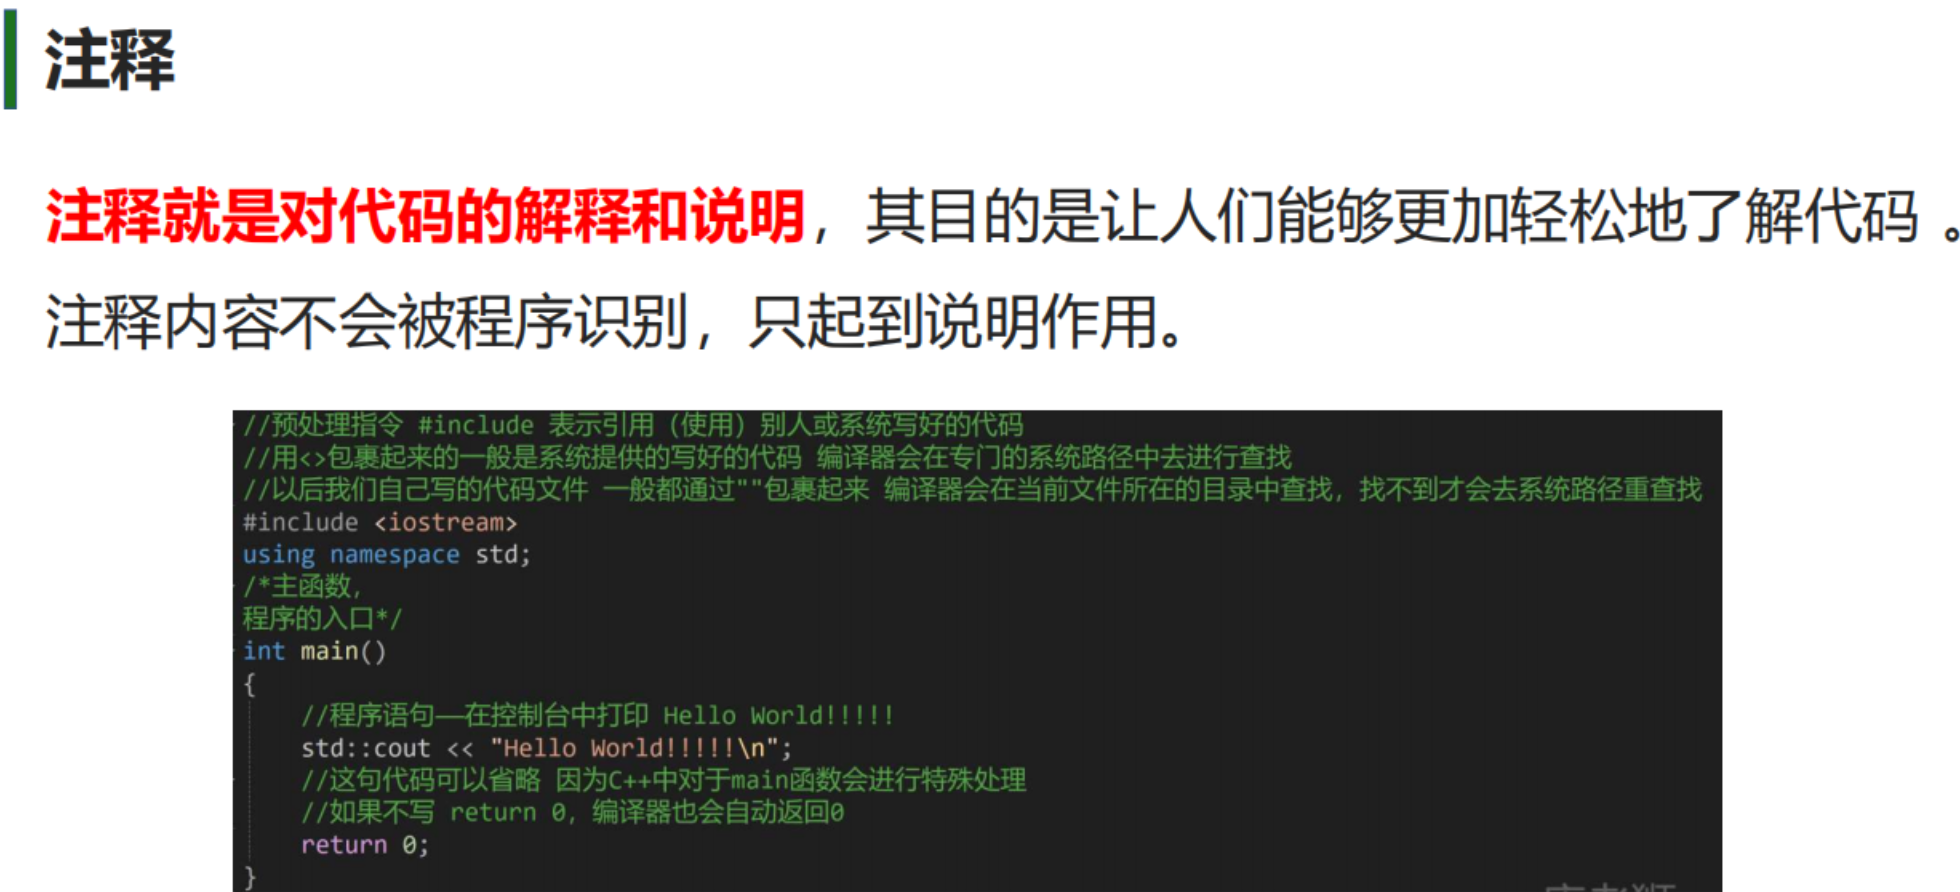 注释
注释就是对代码的解释和说明，其目的是让人们能够更加轻松地了解代码 。
注释内容不会被程序识别，只起到说明作用。
//预处理指令 #include 表示引用（使用）别人或系统写好的代码
//用<>包裹起来的一般是系统提供的写好的代码 编译器会在专门的系统路径中去进行查找
//以后我们自己写的代码文件 一般都通过""包裹起来 编译器会在当前文件所在的目录中查找，找不到才会去系统路径重查找
#include <iostream>
using namespace std;
/*主函数，
程序的入口*/
int main()
{
//程序语句——在控制台中打印 Hello World!!!!!
std::cout << "Hello World!!!!!\n";
//这句代码可以省略 因为C++中对于main函数会进行特殊处理
//如果不写 return 0，编译器也会自动返回0
return 0;
}